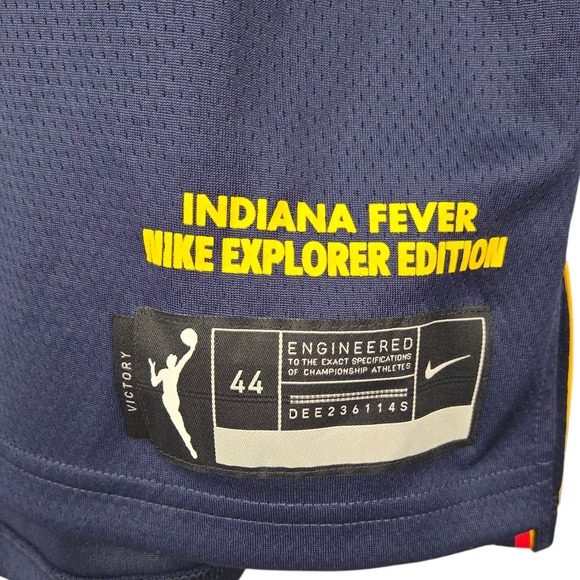 INDIANA FEVER
NIKE EXPLORER EDITION
VICTORY
44
ENGINEERED
TO THE EXACT SPECIFICATIONS
OF CHAMPIONSHIP ATHLETES
DEE236114S